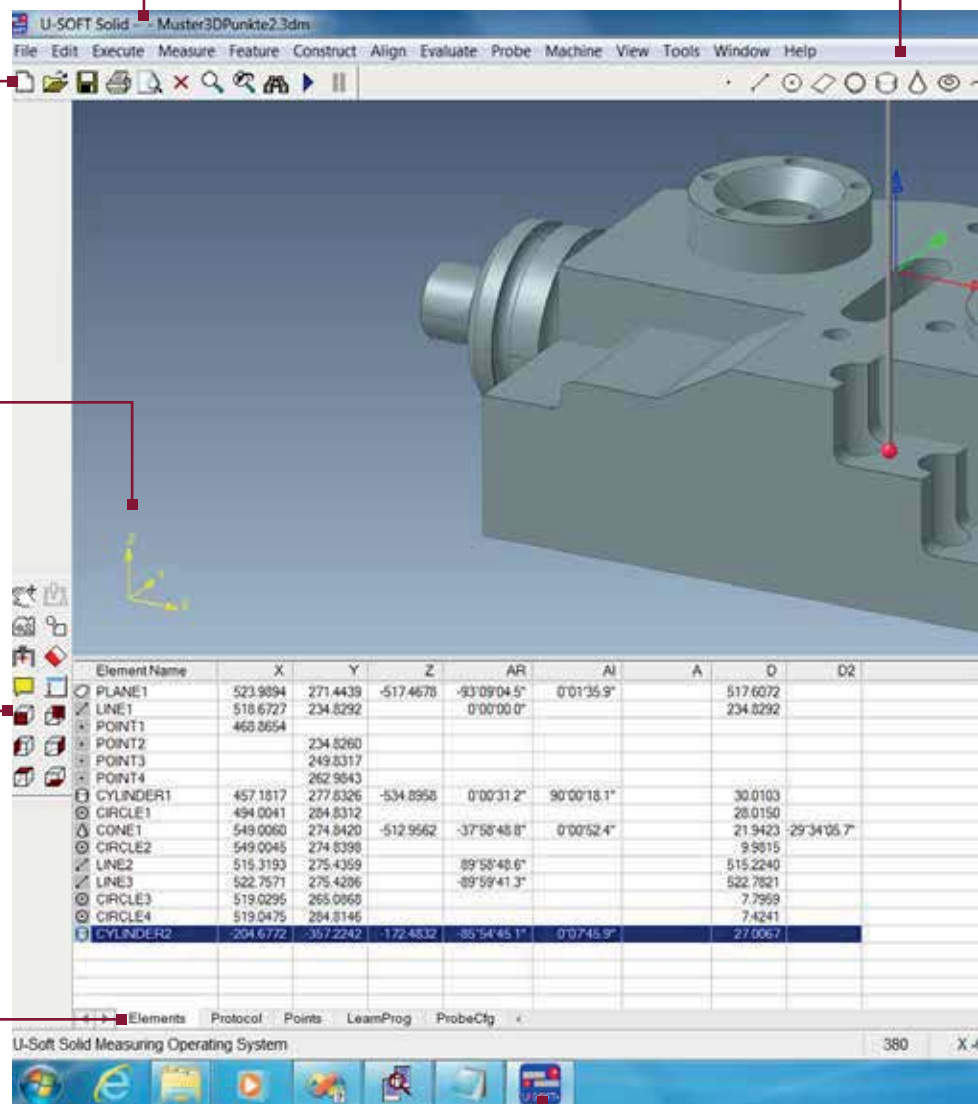 U-SOFT Solid - - Muster3DPunkte2.3dm
File Edit Execute Measure Feature Construct Align Evaluate Probe Machine View Tools Window Help
Z
Element Name X Y Z AR AI A D D2
PLANE1 523.9894 271.4439 -517.4678 -93°09'04.5" 0°01'35.9" 517.6072
LINE1 518.6727 234.8292 0°00'00.0" 234.8292
POINT1 468.8654
POINT2 234.8260
POINT3 249.8317
POINT4 262.9843
CYLINDER1 457.1817 277.8326 -534.8958 0°00'31.2" 90°00'18.1" 30.0103
CIRCLE1 494.0041 284.8312 28.0150
CONE1 549.0060 274.8420 -512.9562 -37°58'48.8" 0°00'52.4" 21.9423 -29°34'05.7"
CIRCLE2 549.0045 274.8398 9.9815
LINE2 515.3193 275.4359 89°58'48.6" 515.2240
LINE3 522.7571 275.4286 -89°59'41.3" 522.7821
CIRCLE3 519.0295 265.0868 7.7959
CIRCLE4 519.0475 284.8146 7.4241
CYLINDER2 -204.6772 -357.2242 -172.4832 -85°54'45.1" 0°07'45.9" 27.0067
Elements Protocol Points LearnProg ProbeCfg
U-Soft Solid Measuring Operating System 380 X
U-SOFT